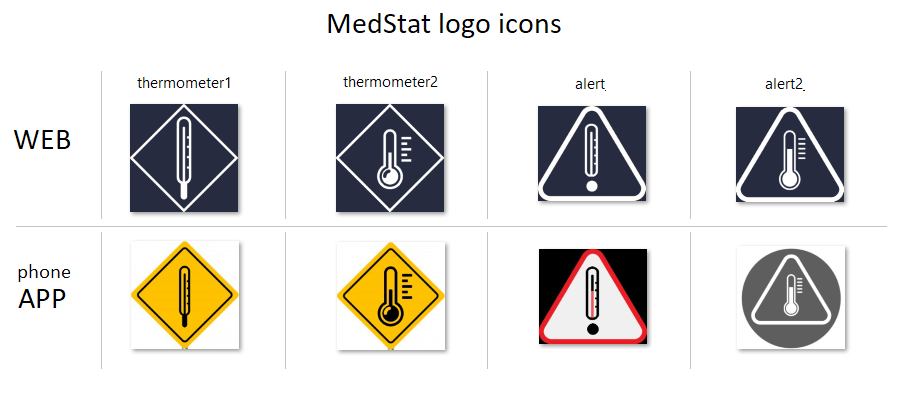 MedStat logo icons
thermometer1
thermometer2
alert.
alert2.
WEB
phone
APP